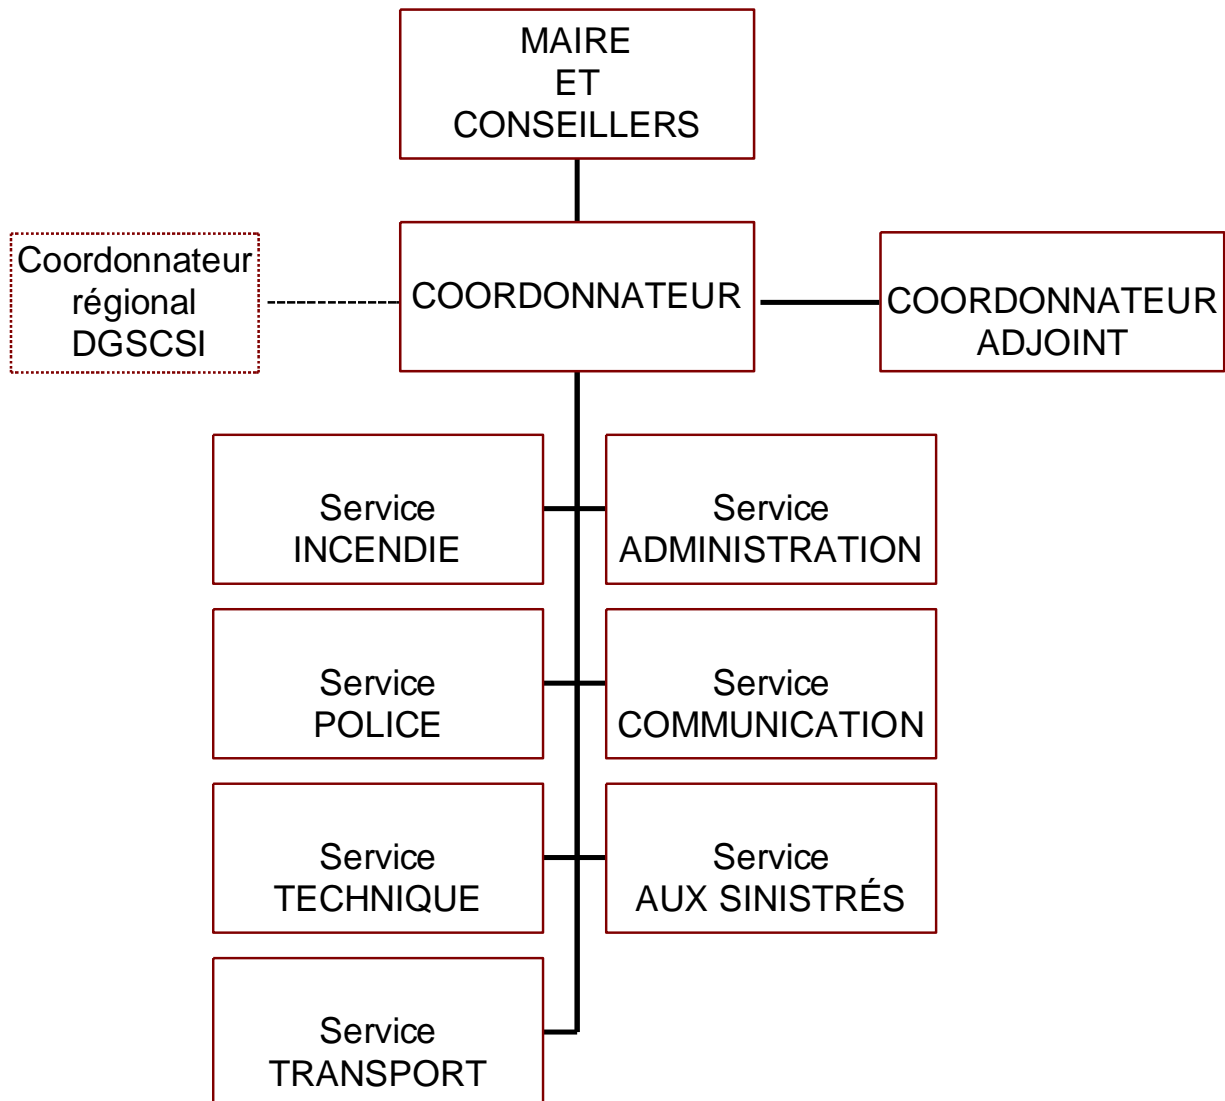 MAIRE
ET
CONSEILLERS
Coordonnateur
régional
DGSCSI
COORDONNATEUR
COORDONNATEUR
ADJOINT
Service
INCENDIE
Service
ADMINISTRATION
Service
POLICE
Service
COMMUNICATION
Service
TECHNIQUE
Service
AUX SINISTRÉS
Service
TRANSPORT